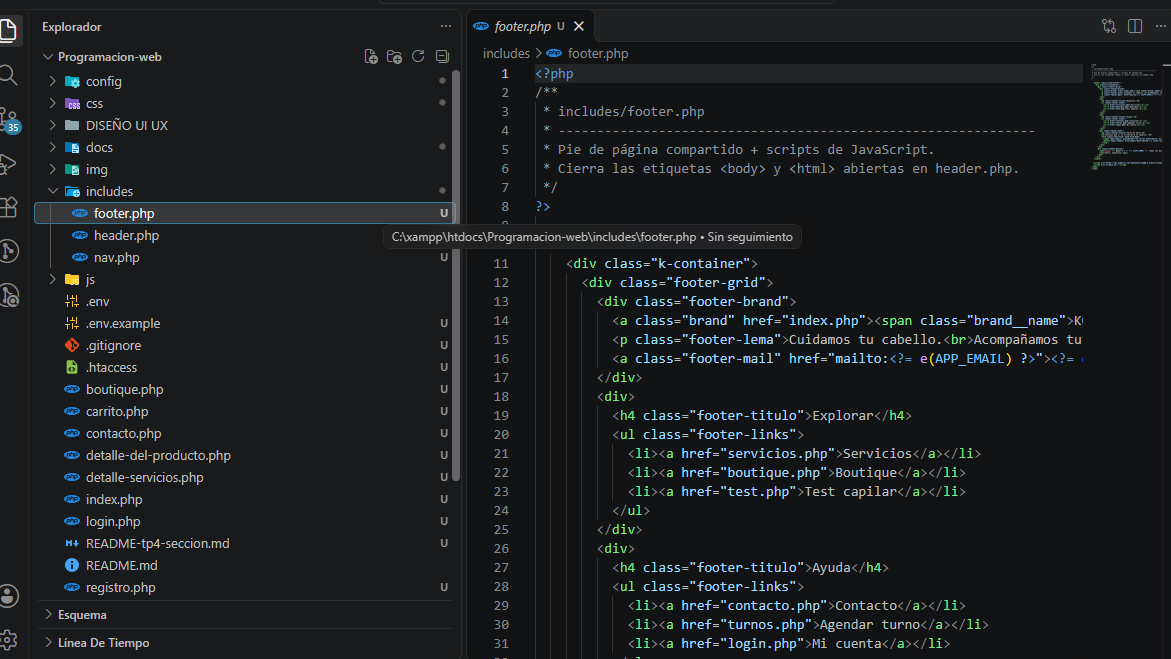 Explorador
Programacion-web
config
css
DISEÑO UI UX
docs
img
includes
footer.php U
header.php
nav.php U
js
.env
.env.example U
.gitignore U
.htaccess U
boutique.php U
carrito.php U
contacto.php U
detalle-del-producto.php U
detalle-servicios.php U
index.php U
login.php U
README-tp4-seccion.md U
README.md
registro.php U
Esquema
Línea De Tiempo
35
footer.php U
includes > footer.php
1 <?php
2 /**
3  * includes/footer.php
4  * -------------------------------------------------------------
5  * Pie de página compartido + scripts de JavaScript.
6  * Cierra las etiquetas <body> y <html> abiertas en header.php.
7  */
8 ?>
C:\xampp\htdocs\Programacion-web\includes\footer.php • Sin seguimiento
11 <div class="k-container">
12 <div class="footer-grid">
13 <div class="footer-brand">
14 <a class="brand" href="index.php"><span class="brand__name">
15 <p class="footer-lema">Cuidamos tu cabello.<br>Acompañamos tu
16 <a class="footer-mail" href="mailto:<?= e(APP_EMAIL) ?>"><?=
17 </div>
18 <div>
19 <h4 class="footer-titulo">Explorar</h4>
20 <ul class="footer-links">
21 <li><a href="servicios.php">Servicios</a></li>
22 <li><a href="boutique.php">Boutique</a></li>
23 <li><a href="test.php">Test capilar</a></li>
24 </ul>
25 </div>
26 <div>
27 <h4 class="footer-titulo">Ayuda</h4>
28 <ul class="footer-links">
29 <li><a href="contacto.php">Contacto</a></li>
30 <li><a href="turnos.php">Agendar turno</a></li>
31 <li><a href="login.php">Mi cuenta</a></li>